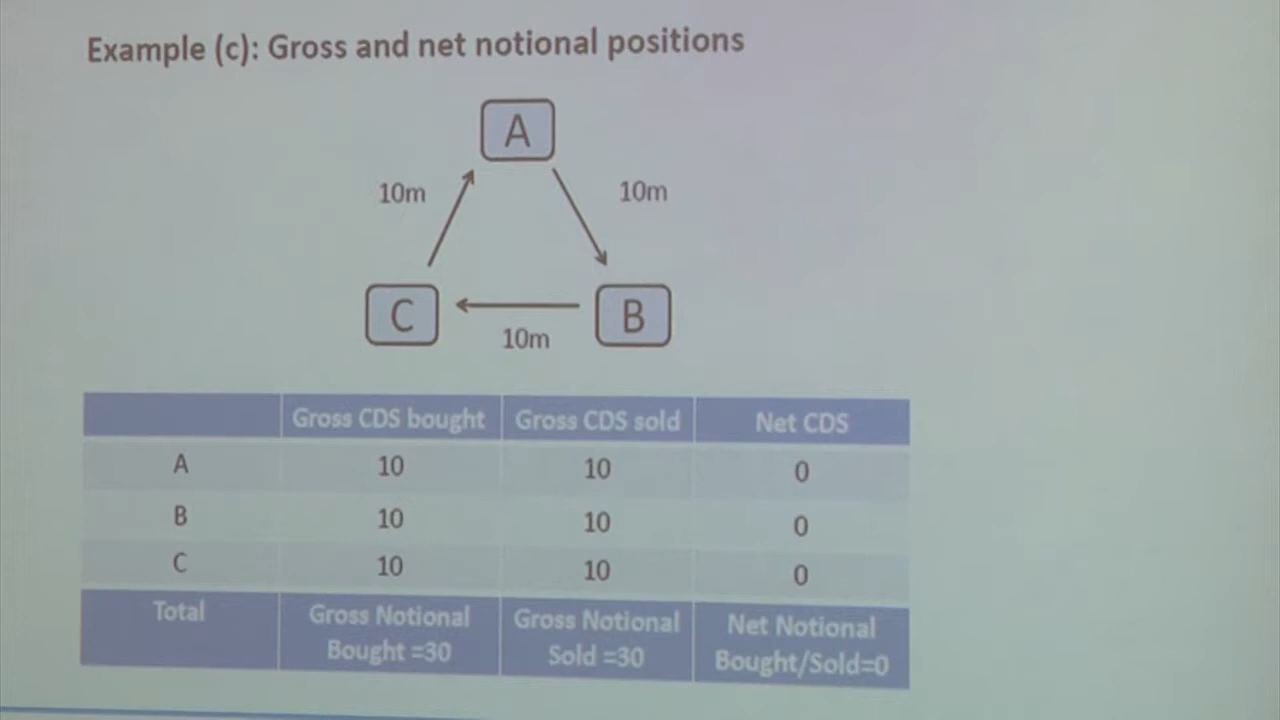 Example (c): Gross and net notional positions
A
10m
10m
C
B
10m
Gross CDS bought Gross CDS sold Net CDS
A 10 10 0
B 10 10 0
C 10 10 0
Total Gross Notional Gross Notional Net Notional
Bought =30 Sold =30 Bought/Sold=0